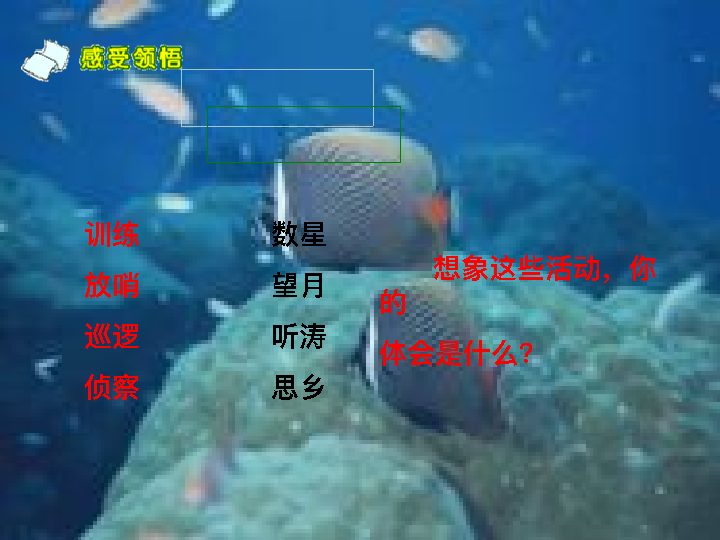 感受领悟
训练 数星
放哨 望月
巡逻 听涛
侦察 思乡
想象这些活动，你
的
体会是什么?